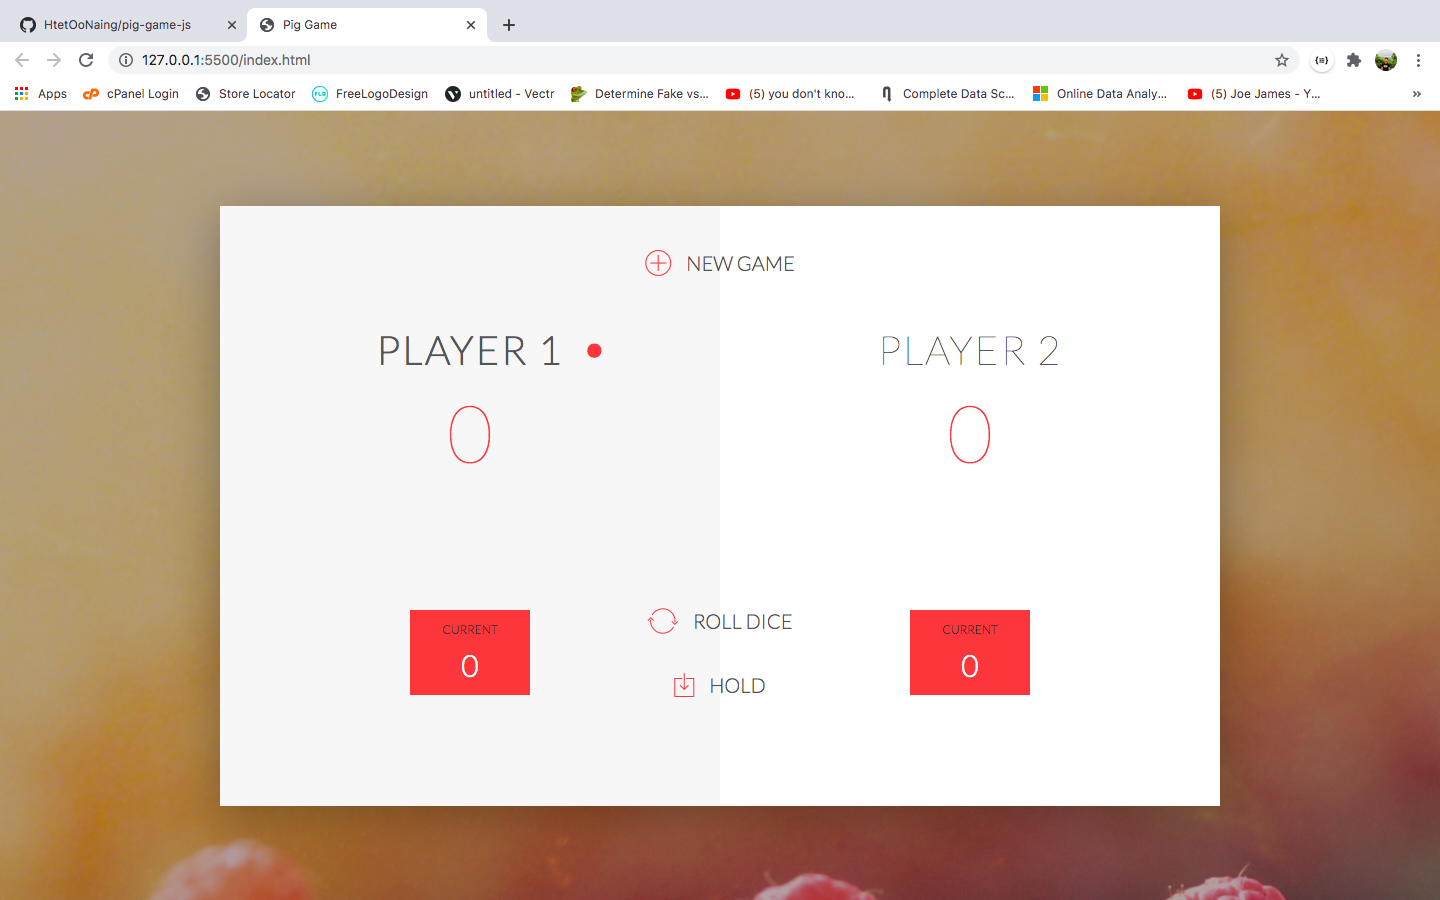 HtetOoNaing/pig-game-js
Pig Game
127.0.0.1:5500/index.html
Apps
cPanel Login
Store Locator
FLD
FreeLogoDesign
untitled - Vectr
Determine Fake vs...
(5) you don't kno...
Complete Data Sc...
Online Data Analy...
(5) Joe James - Y...
NEW GAME
PLAYER 1
PLAYER 2
0
0
CURRENT
0
ROLL DICE
HOLD
CURRENT
0